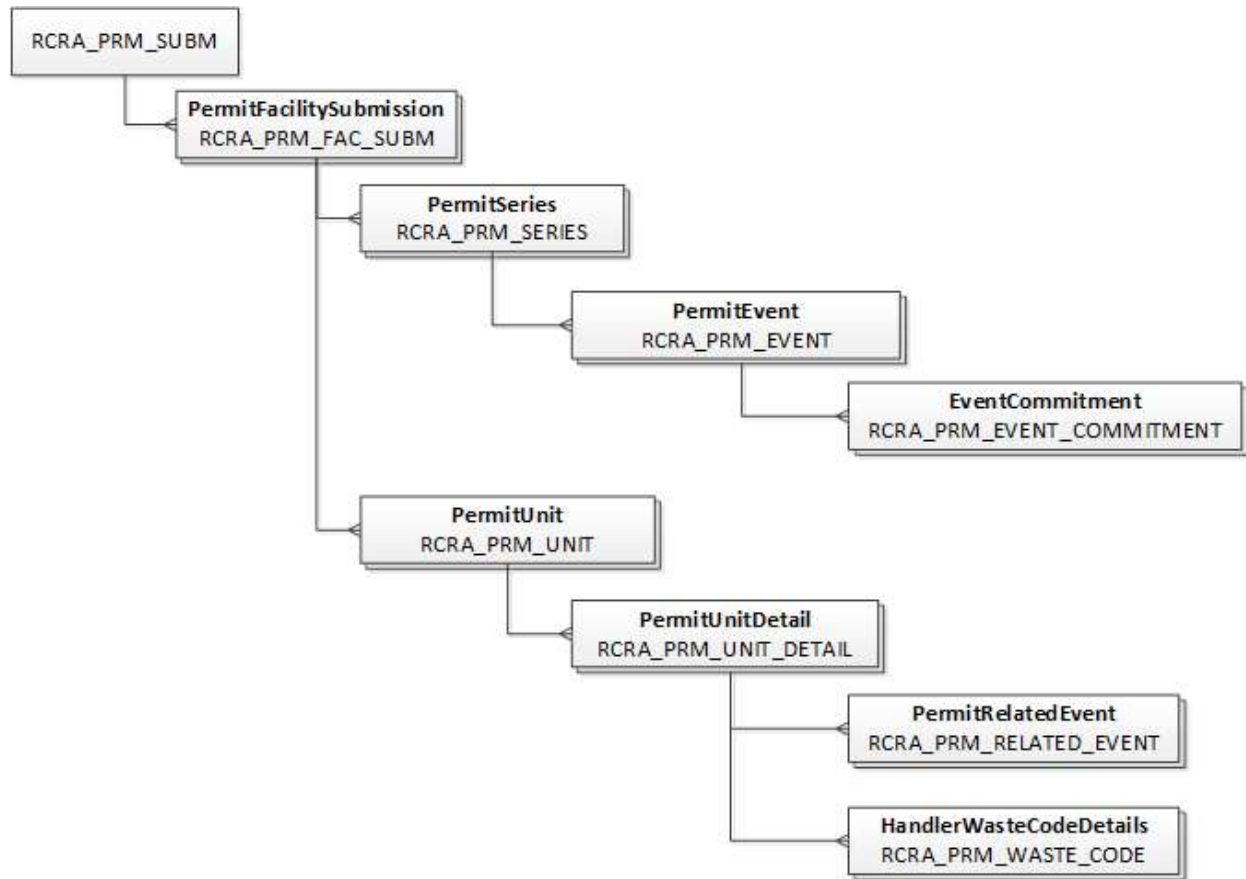 RCRA_PRM_SUBM
PermitFacilitySubmission
RCRA_PRM_FAC_SUBM
PermitSeries
RCRA_PRM_SERIES
PermitEvent
RCRA_PRM_EVENT
EventCommitment
RCRA_PRM_EVENT_COMMITMENT
PermitUnit
RCRA_PRM_UNIT
PermitUnitDetail
RCRA_PRM_UNIT_DETAIL
PermitRelatedEvent
RCRA_PRM_RELATED_EVENT
HandlerWasteCodeDetails
RCRA_PRM_WASTE_CODE